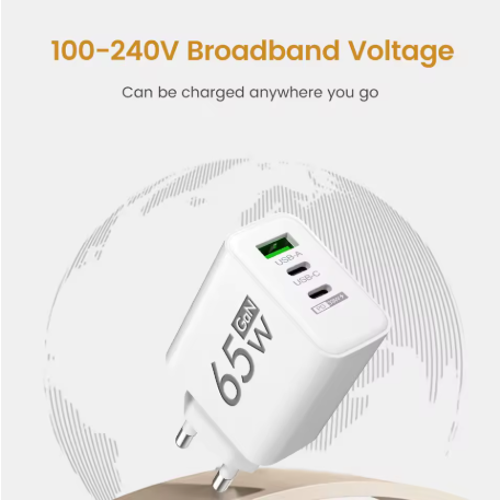 100-240V Broadband Voltage
Can be charged anywhere you go
USB-A
USB-C
GaN
65W